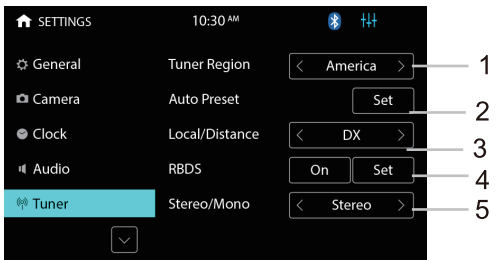 SETTINGS 10:30 AM
General Tuner Region < America > 1
Camera Auto Preset Set 2
Clock Local/Distance < DX > 3
Audio RBDS On Set 4
Tuner Stereo/Mono < Stereo > 5